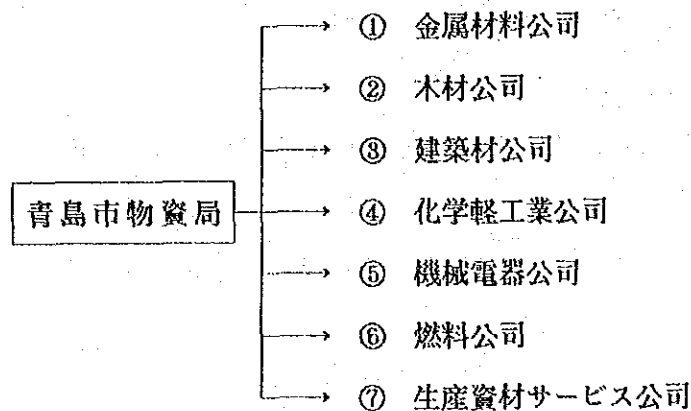 ① 金属材料公司
② 木材公司
③ 建築材公司
青島市物資局
④ 化学軽工業公司
⑤ 機械電器公司
⑥ 燃料公司
⑦ 生産資材サービス公司